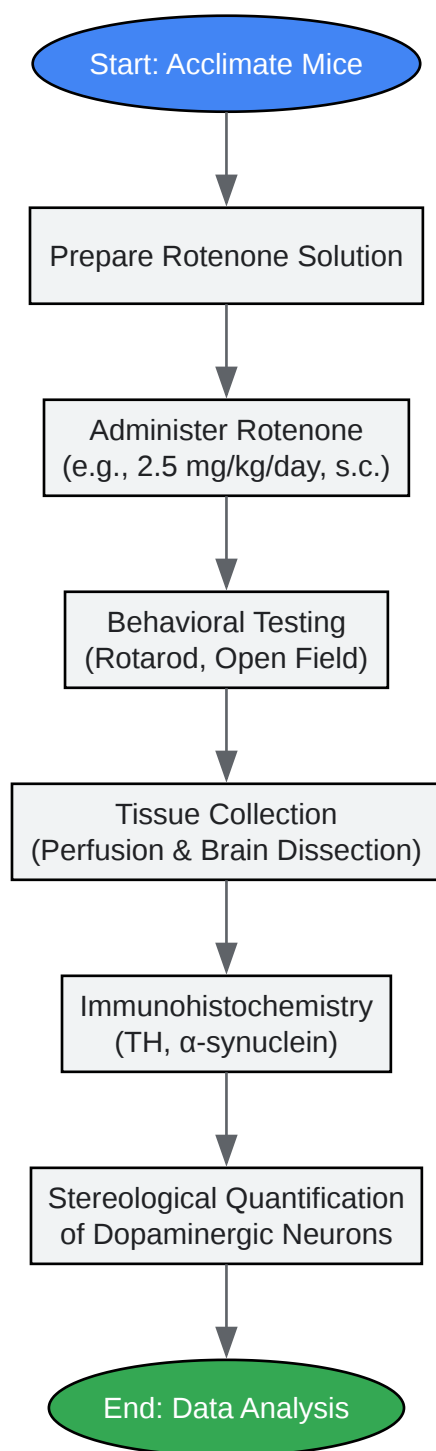 Start: Acclimate Mice
Prepare Rotenone Solution
Administer Rotenone
(e.g., 2.5 mg/kg/day, s.c.)
Behavioral Testing
(Rotarod, Open Field)
Tissue Collection
(Perfusion & Brain Dissection)
Immunohistochemistry
(TH, α-synuclein)
Stereological Quantification
of Dopaminergic Neurons
End: Data Analysis